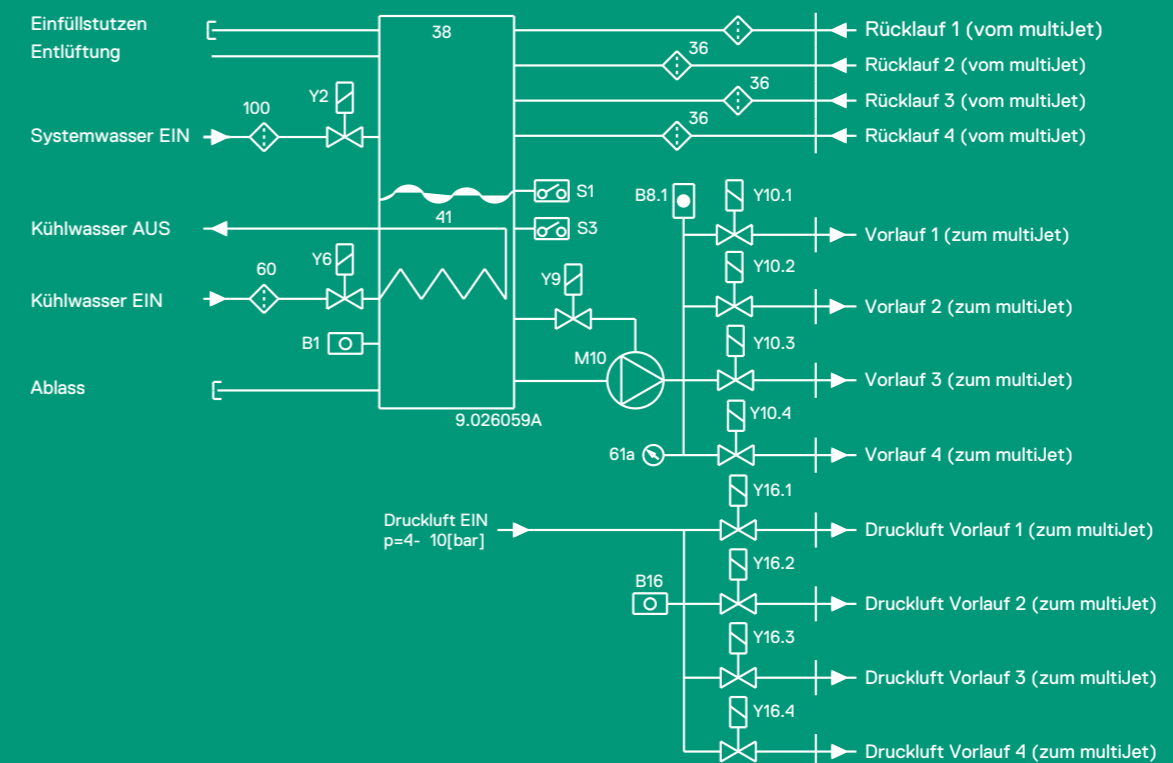 Einfüllstutzen
38
Rücklauf 1 (vom multiJet)
Entlüftung
36
Rücklauf 2 (vom multiJet)
Y2
36
Rücklauf 3 (vom multiJet)
100
36
Systemwasser EIN
Rücklauf 4 (vom multiJet)
S1
B8.1
Y10.1
41
Kühlwasser AUS
S3
Vorlauf 1 (zum multiJet)
Y6
60
Y9
Y10.2
Kühlwasser EIN
Vorlauf 2 (zum multiJet)
B1
M10
Y10.3
Ablass
Vorlauf 3 (zum multiJet)
9.026059A
Y10.4
61a
Vorlauf 4 (zum multiJet)
Y16.1
Druckluft EIN
p=4- 10[bar]
Druckluft Vorlauf 1 (zum multiJet)
Y16.2
B16
Druckluft Vorlauf 2 (zum multiJet)
Y16.3
Druckluft Vorlauf 3 (zum multiJet)
Y16.4
Druckluft Vorlauf 4 (zum multiJet)